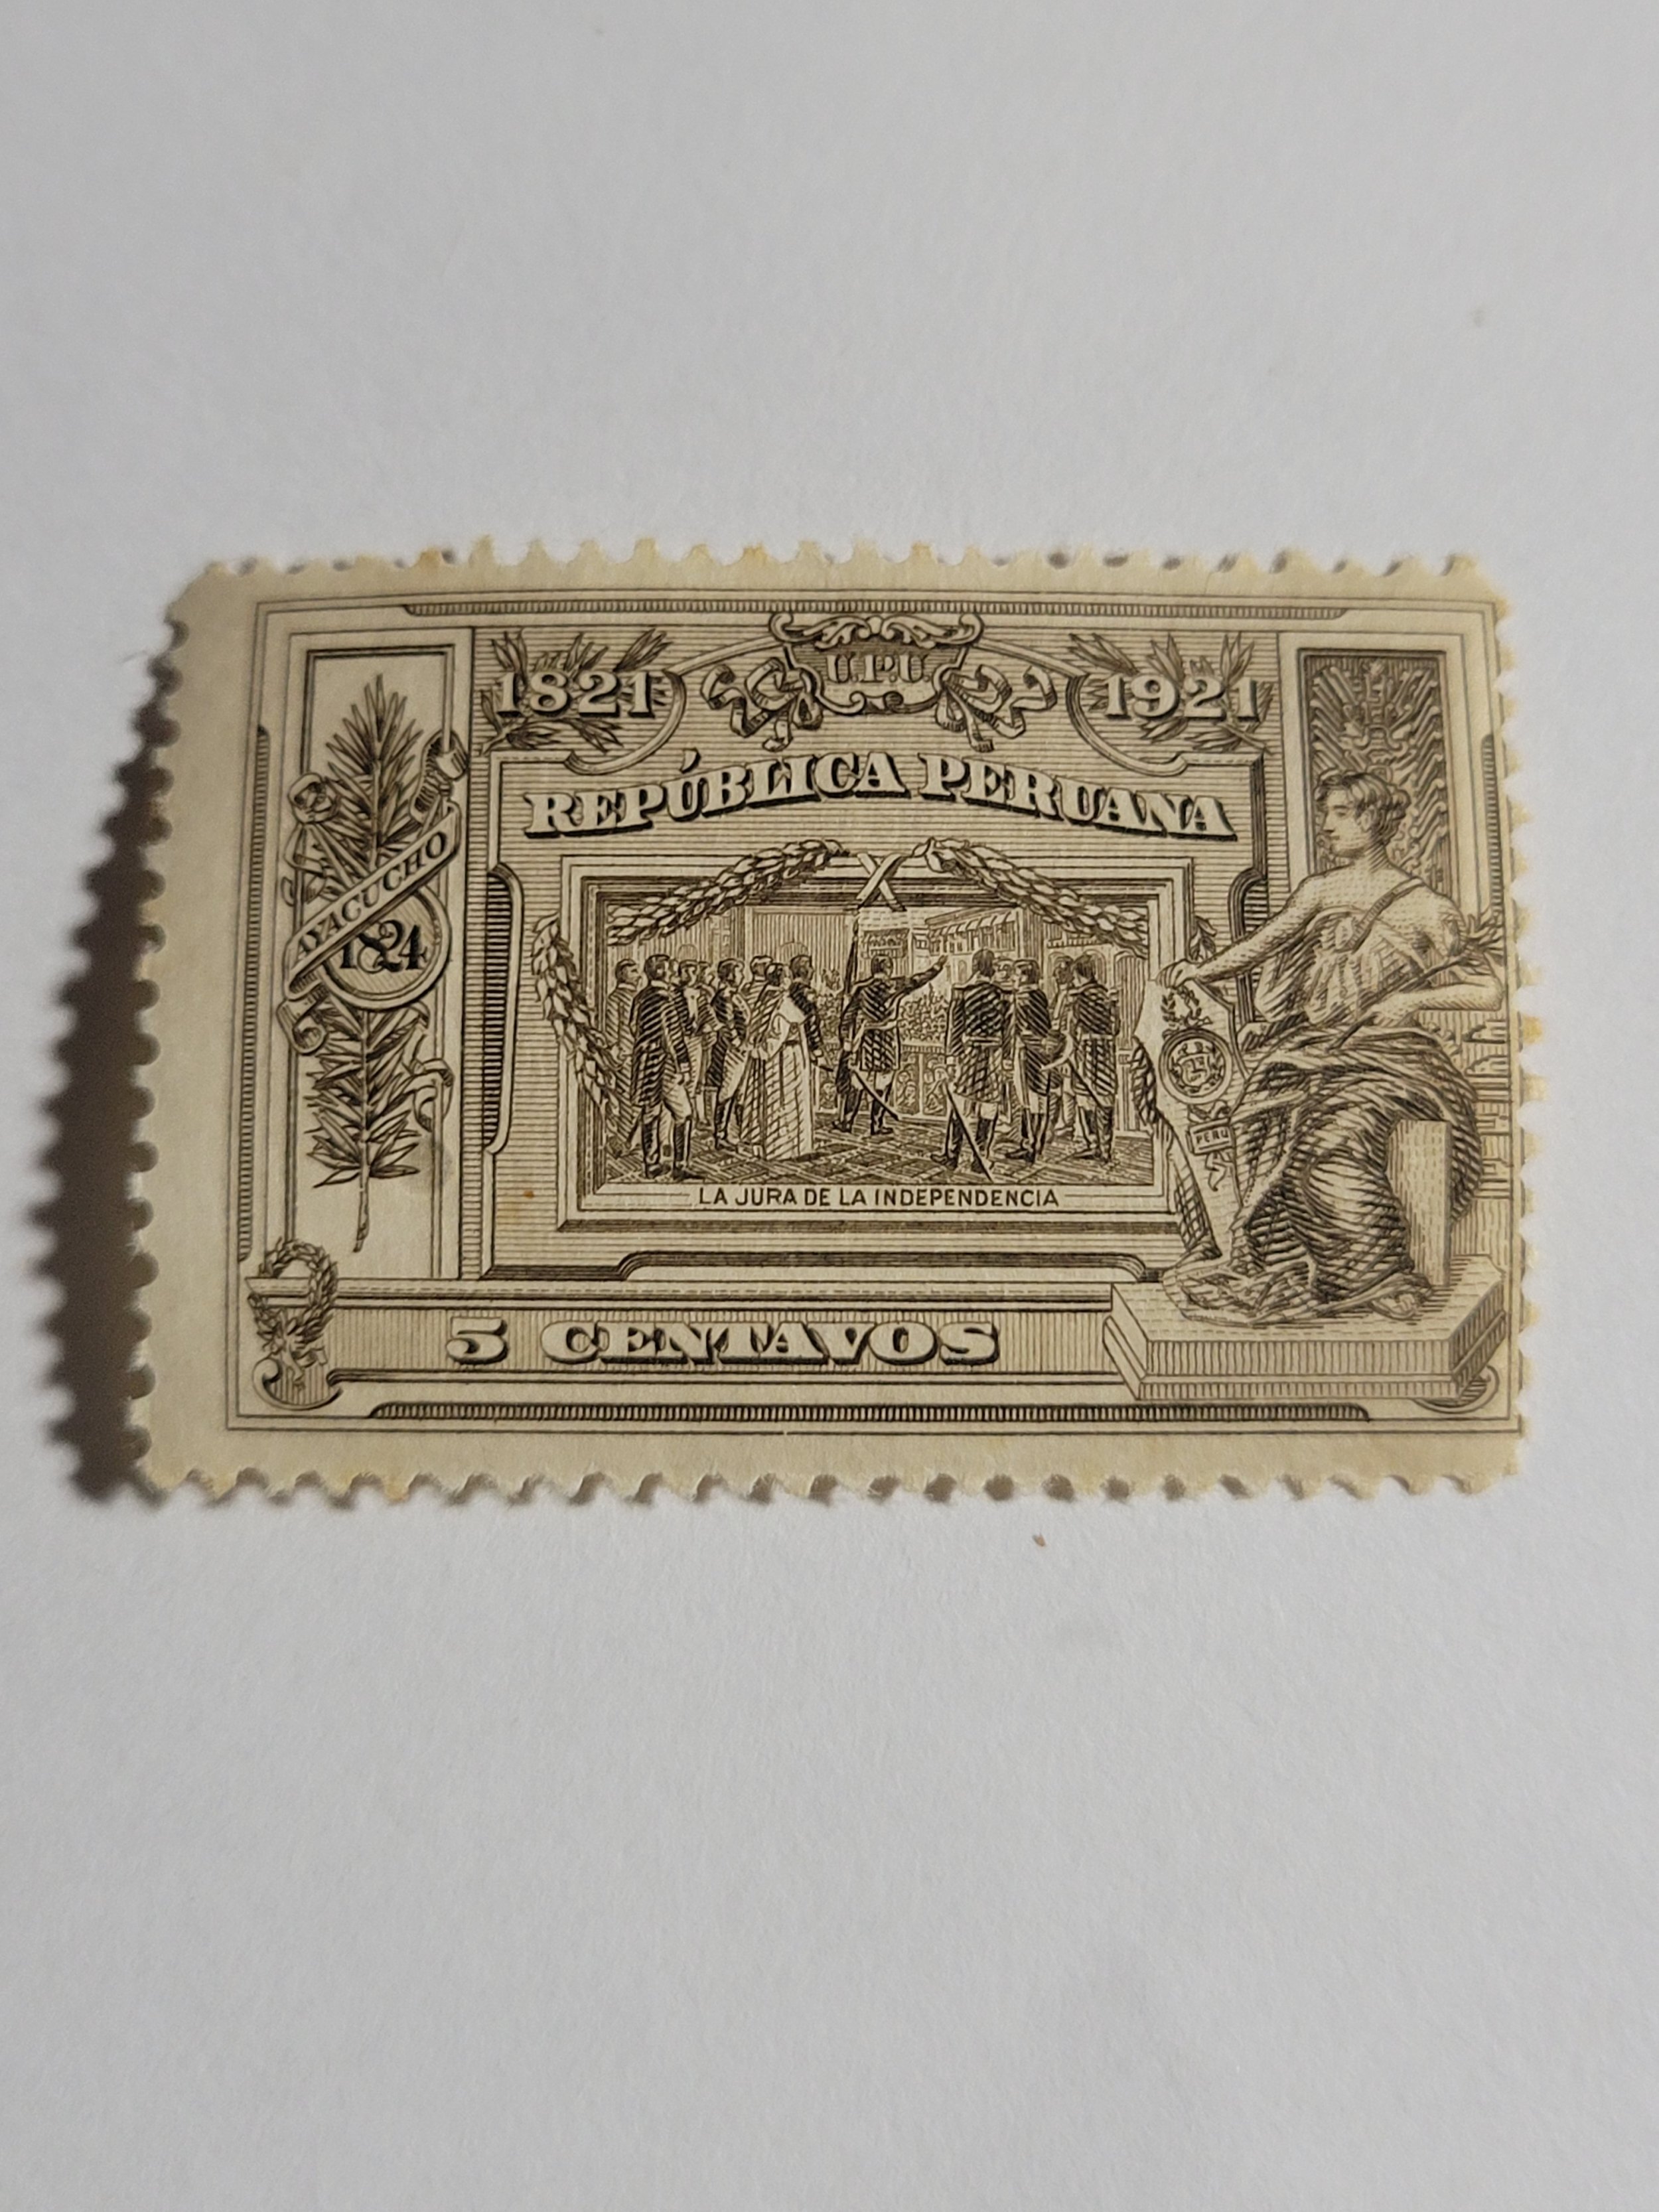 1821 U.P.U. 1921
REPÚBLICA PERUANA
AYACUCHO
1824
PERU
LA JURA DE LA INDEPENDENCIA
5 CENTAVOS